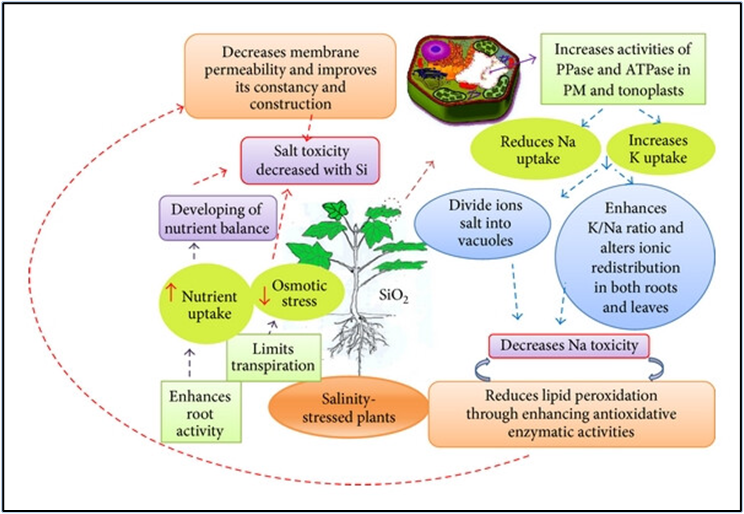 Decreases membrane
permeability and improves
its constancy and
construction
Increases activities of
PPase and ATPase in
PM and tonoplasts
Reduces Na
uptake
Increases
K uptake
Salt toxicity
decreased with Si
Developing of
nutrient balance
Divide ions
salt into
vacuoles
Enhances
K/Na ratio and
alters ionic
redistribution
in both roots
and leaves
Nutrient
uptake
Osmotic
stress
SiO2
Limits
transpiration
Decreases Na toxicity
Enhances
root
activity
Salinity-
stressed plants
Reduces lipid peroxidation
through enhancing antioxidative
enzymatic activities